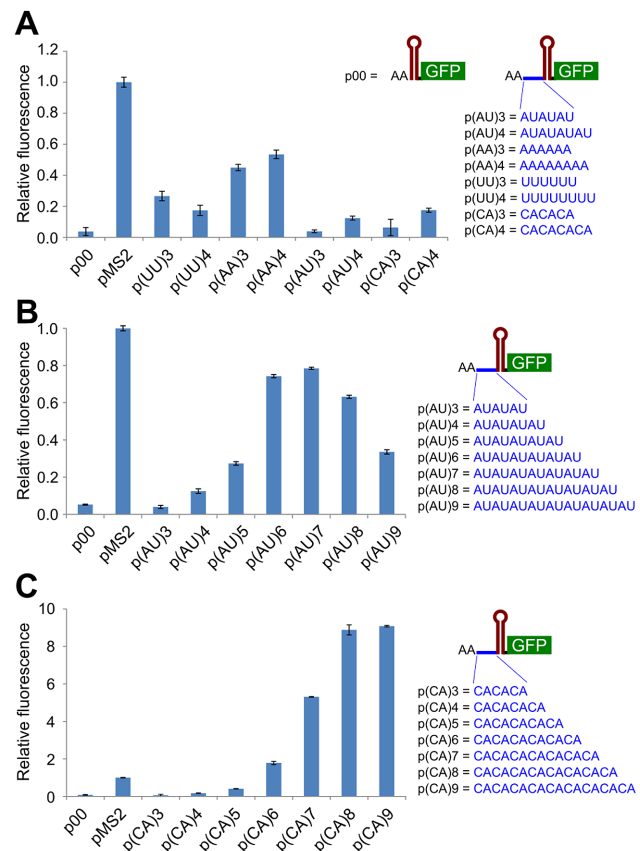 A
1.2
1.0
0.8
0.6
0.4
0.2
0.0
Relative fluorescence
p00
pMS2
p(UU)3
p(UU)4
p(AA)3
p(AA)4
p(AU)3
p(AU)4
p(CA)3
p(CA)4
p00 = AA GFP
AA GFP
p(AU)3 = AUAUAU
p(AU)4 = AUAUAUAU
p(AA)3 = AAAAAA
p(AA)4 = AAAAAAAA
p(UU)3 = UUUUUU
p(UU)4 = UUUUUUUU
p(CA)3 = CACACA
p(CA)4 = CACACACA
B
1.0
0.8
0.6
0.4
0.2
0.0
Relative fluorescence
p00
pMS2
p(AU)3
p(AU)4
p(AU)5
p(AU)6
p(AU)7
p(AU)8
p(AU)9
AA GFP
p(AU)3 = AUAUAU
p(AU)4 = AUAUAUAU
p(AU)5 = AUAUAUAUAU
p(AU)6 = AUAUAUAUAUAU
p(AU)7 = AUAUAUAUAUAUAU
p(AU)8 = AUAUAUAUAUAUAUAU
p(AU)9 = AUAUAUAUAUAUAUAUAU
C
10
8
6
4
2
0
Relative fluorescence
p00
pMS2
p(CA)3
p(CA)4
p(CA)5
p(CA)6
p(CA)7
p(CA)8
p(CA)9
AA GFP
p(CA)3 = CACACA
p(CA)4 = CACACACA
p(CA)5 = CACACACACA
p(CA)6 = CACACACACACA
p(CA)7 = CACACACACACACA
p(CA)8 = CACACACACACACACA
p(CA)9 = CACACACACACACACACA